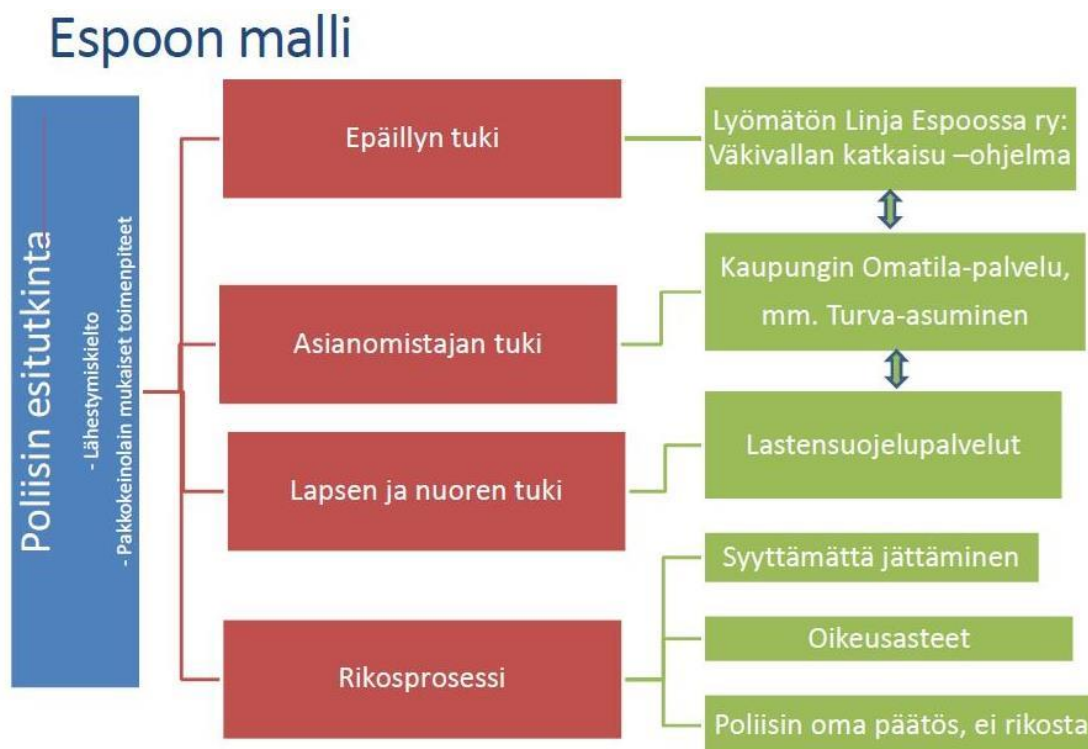 Espoon malli
Poliisin esitutkinta
- Lähestymiskielto
- Pakkokeinolain mukaiset toimenpiteet
Epäillyn tuki
Lyömätön Linja Espoossa ry:
Väkivallan katkaisu –ohjelma
Asianomistajan tuki
Kaupungin Omatila-palvelu,
mm. Turva-asuminen
Lapsen ja nuoren tuki
Lastensuojelupalvelut
Rikosprosessi
Syyttämättä jättäminen
Oikeusasteet
Poliisin oma päätös, ei rikosta